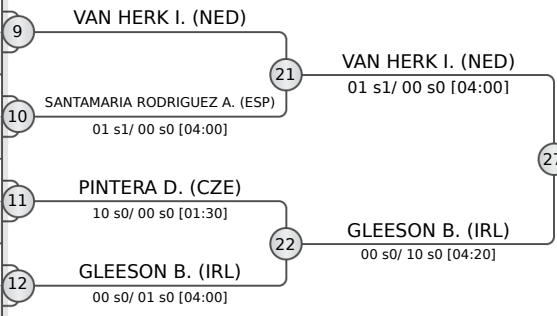 9
VAN HERK I. (NED)
21
VAN HERK I. (NED)
01 s1/ 00 s0 [04:00]
10
SANTAMARIA RODRIGUEZ A. (ESP)
01 s1/ 00 s0 [04:00]
27
11
PINTERA D. (CZE)
10 s0/ 00 s0 [01:30]
22
GLEESON B. (IRL)
00 s0/ 10 s0 [04:20]
12
GLEESON B. (IRL)
00 s0/ 01 s0 [04:00]